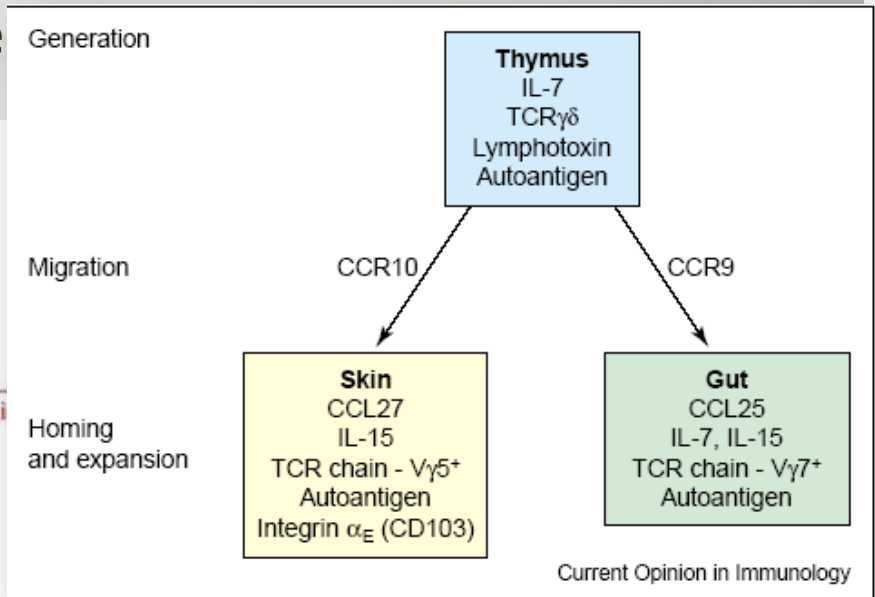 Generation
Thymus
IL-7
TCRγδ
Lymphotoxin
Autoantigen
Migration
CCR10
CCR9
Homing
and expansion
Skin
CCL27
IL-15
TCR chain - Vγ5⁺
Autoantigen
Integrin αE (CD103)
Gut
CCL25
IL-7, IL-15
TCR chain - Vγ7⁺
Autoantigen
Current Opinion in Immunology